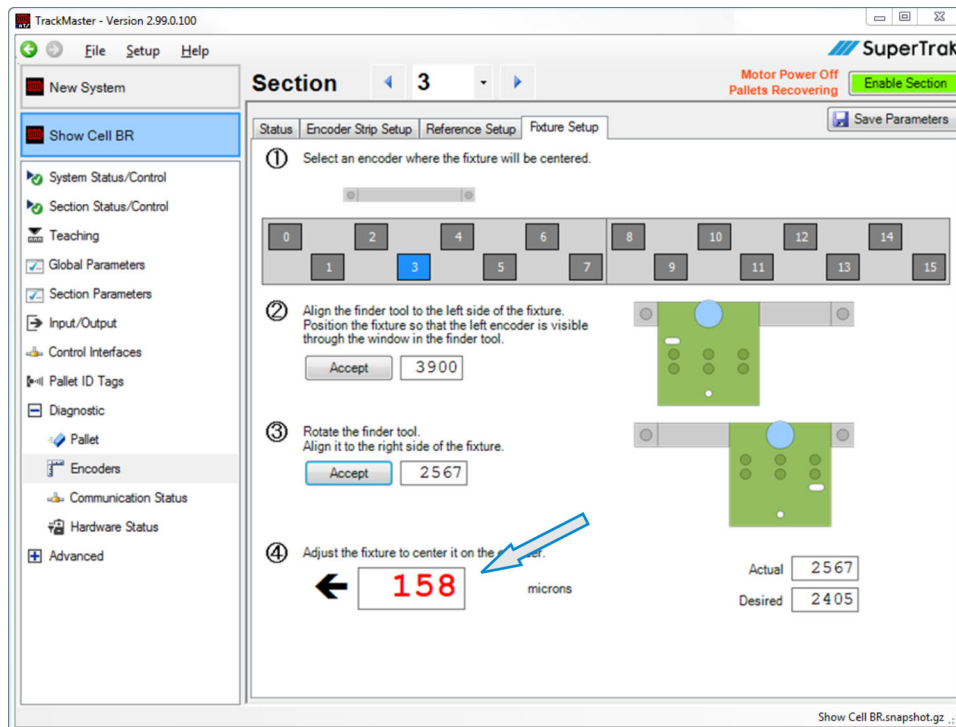 TrackMaster - Version 2.99.0.100
File Setup Help
SuperTrak
New System
Section 3
Motor Power Off
Pallets Recovering
Enable Section
Show Cell BR
Status Encoder Strip Setup Reference Setup Fixture Setup
Save Parameters
1 Select an encoder where the fixture will be centered.
System Status/Control
Section Status/Control
Teaching
Global Parameters
Section Parameters
Input/Output
Control Interfaces
Pallet ID Tags
Diagnostic
Pallet
Encoders
Communication Status
Hardware Status
Advanced
0 2 4 6 8 10 12 14
1 3 5 7 9 11 13 15
2 Align the finder tool to the left side of the fixture.
Position the fixture so that the left encoder is visible
through the window in the finder tool.
Accept 3900
3 Rotate the finder tool.
Align it to the right side of the fixture.
Accept 2567
4 Adjust the fixture to center it on the
158 microns
Actual 2567
Desired 2405
Show Cell BR.snapshot.gz